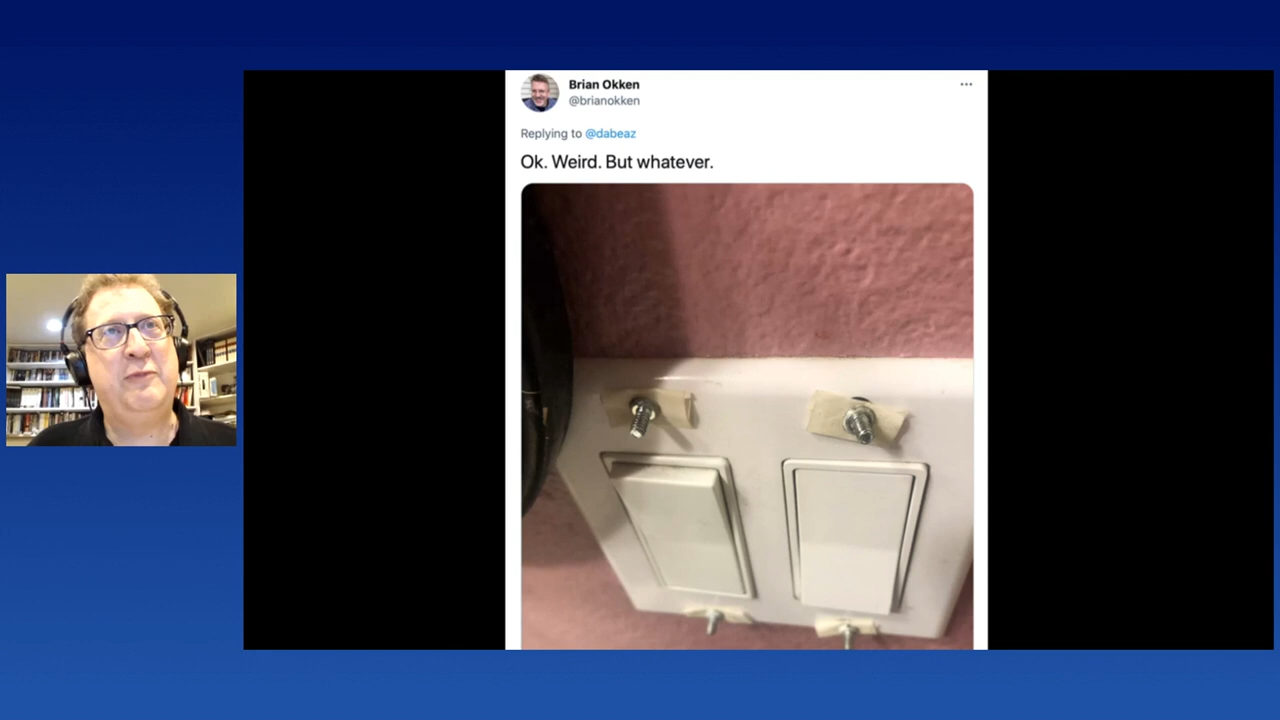 Brian Okken
@brianokken
Replying to @dabeaz
Ok. Weird. But whatever.